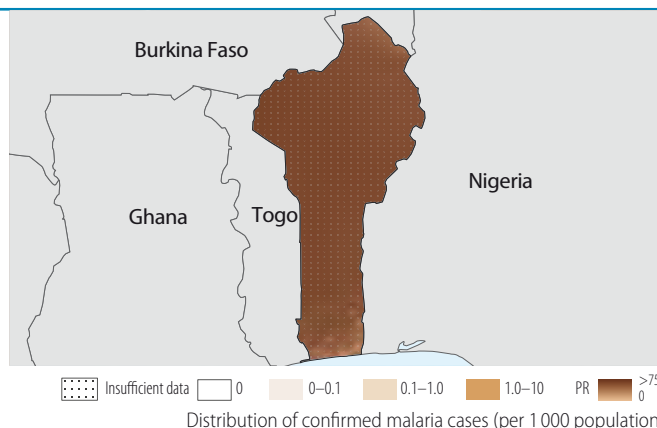 Burkina Faso
Nigeria
Ghana
Togo
Insufficient data 0 0–0.1 0.1–1.0 1.0–10 PR >75
0
Distribution of confirmed malaria cases (per 1 000 population